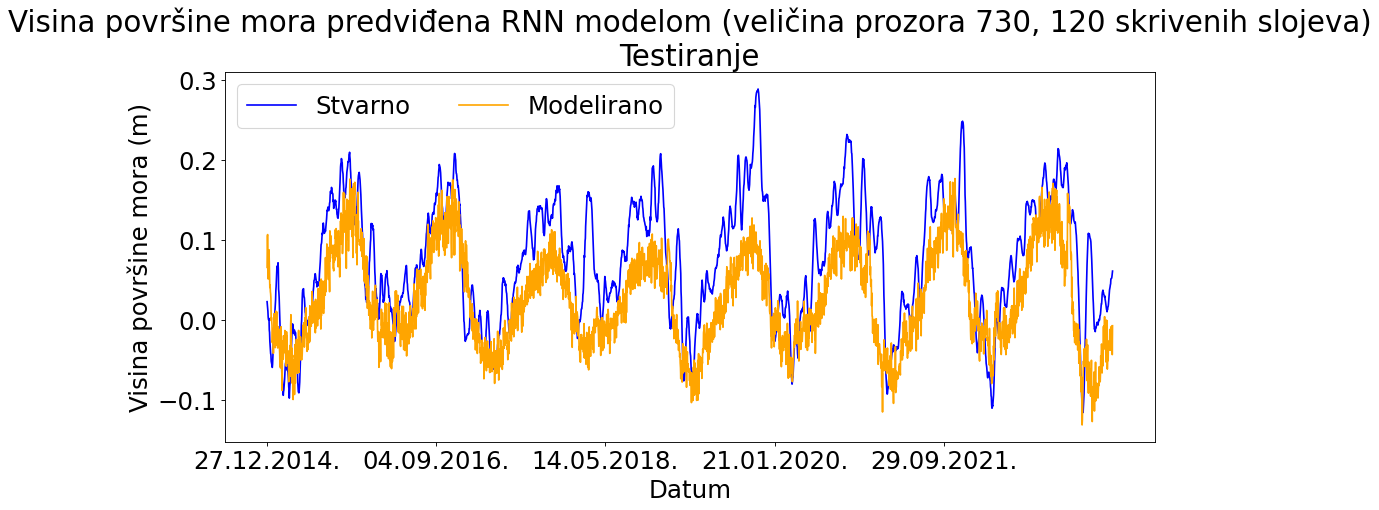 Visina površine mora predviđena RNN modelom (veličina prozora 730, 120 skrivenih slojeva)
Testiranje
Stvarno Modelirano
Visina površine mora (m)
0.3
0.2
0.1
0.0
−0.1
27.12.2014. 04.09.2016. 14.05.2018. 21.01.2020. 29.09.2021.
Datum